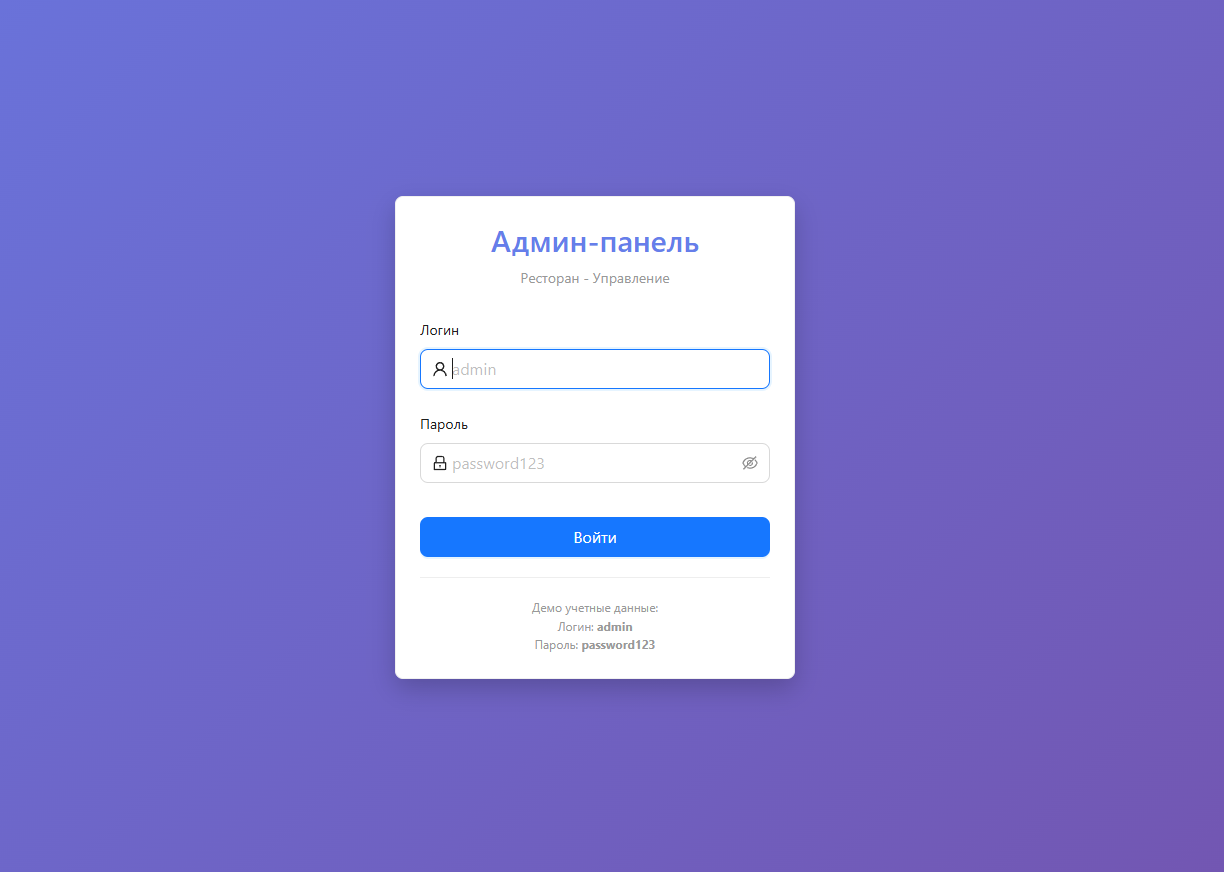 Админ-панель
Ресторан - Управление
Логин
admin
Пароль
password123
Войти
Демо учетные данные:
Логин: admin
Пароль: password123